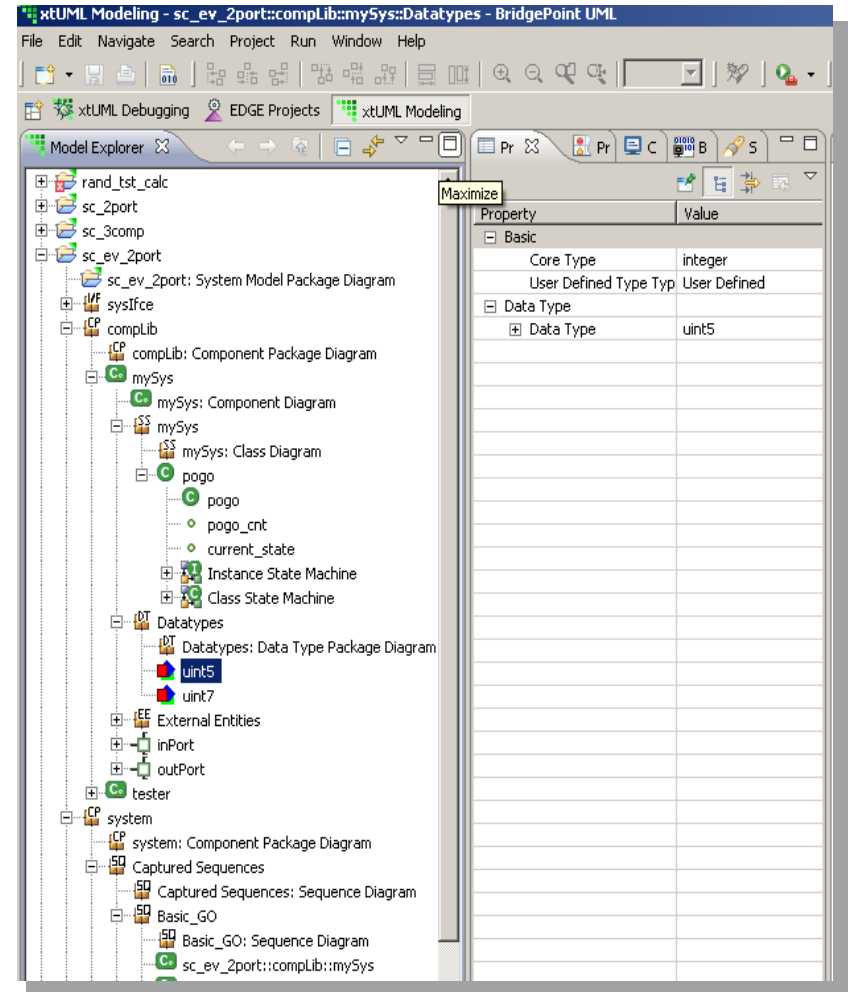 xtUML Modeling - sc_ev_2port::compLib::mySys::Datatypes - BridgePoint UML
File Edit Navigate Search Project Run Window Help
xtUML Debugging EDGE Projects xtUML Modeling
Model Explorer
Pr Pr C B S
Maximize
rand_tst_calc
sc_2port
sc_3comp
sc_ev_2port
sc_ev_2port: System Model Package Diagram
sysIfce
compLib
compLib: Component Package Diagram
mySys
mySys: Component Diagram
mySys
mySys: Class Diagram
pogo
pogo
pogo_cnt
current_state
Instance State Machine
Class State Machine
Datatypes
Datatypes: Data Type Package Diagram
uint5
uint7
External Entities
inPort
outPort
tester
system
system: Component Package Diagram
Captured Sequences
Captured Sequences: Sequence Diagram
Basic_GO
Basic_GO: Sequence Diagram
sc_ev_2port::compLib::mySys
Property Value
Basic
Core Type integer
User Defined Type Typ User Defined
Data Type
Data Type uint5